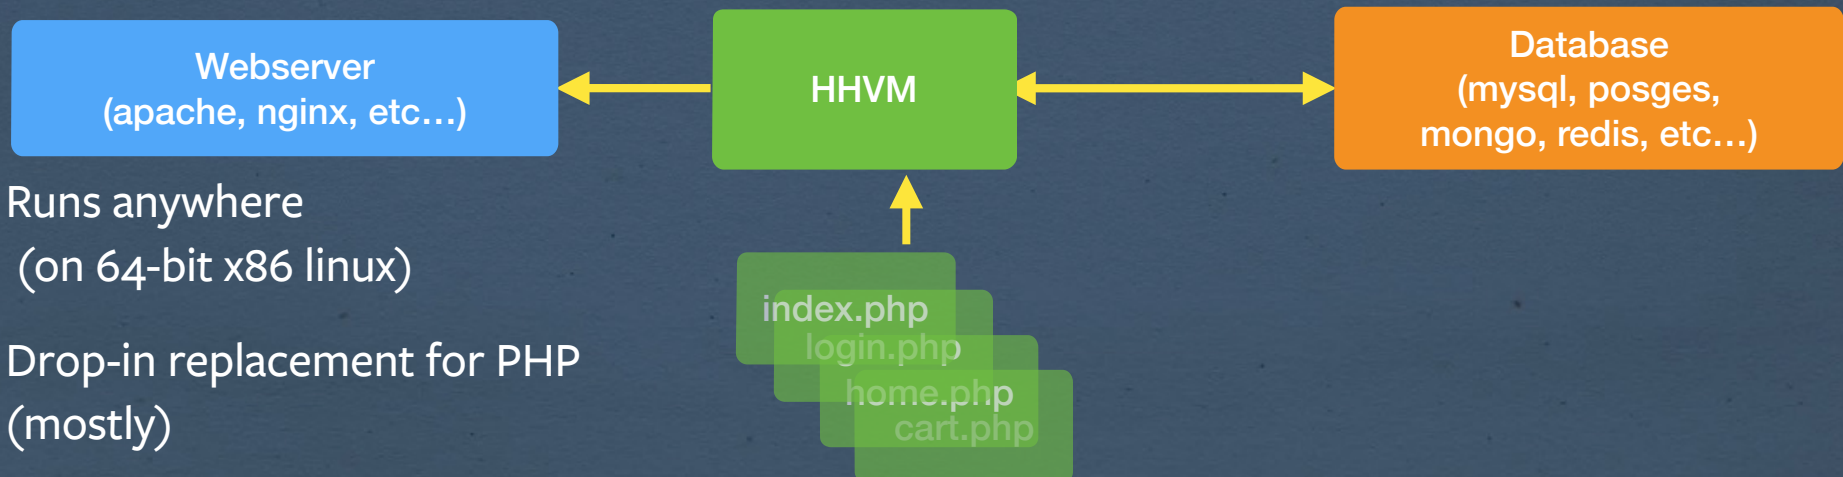 Webserver
(apache, nginx, etc...)
HHVM
Database
(mysql, posges,
mongo, redis, etc...)
Runs anywhere
(on 64-bit x86 linux)
Drop-in replacement for PHP
(mostly)
index.php
login.php
home.php
cart.php